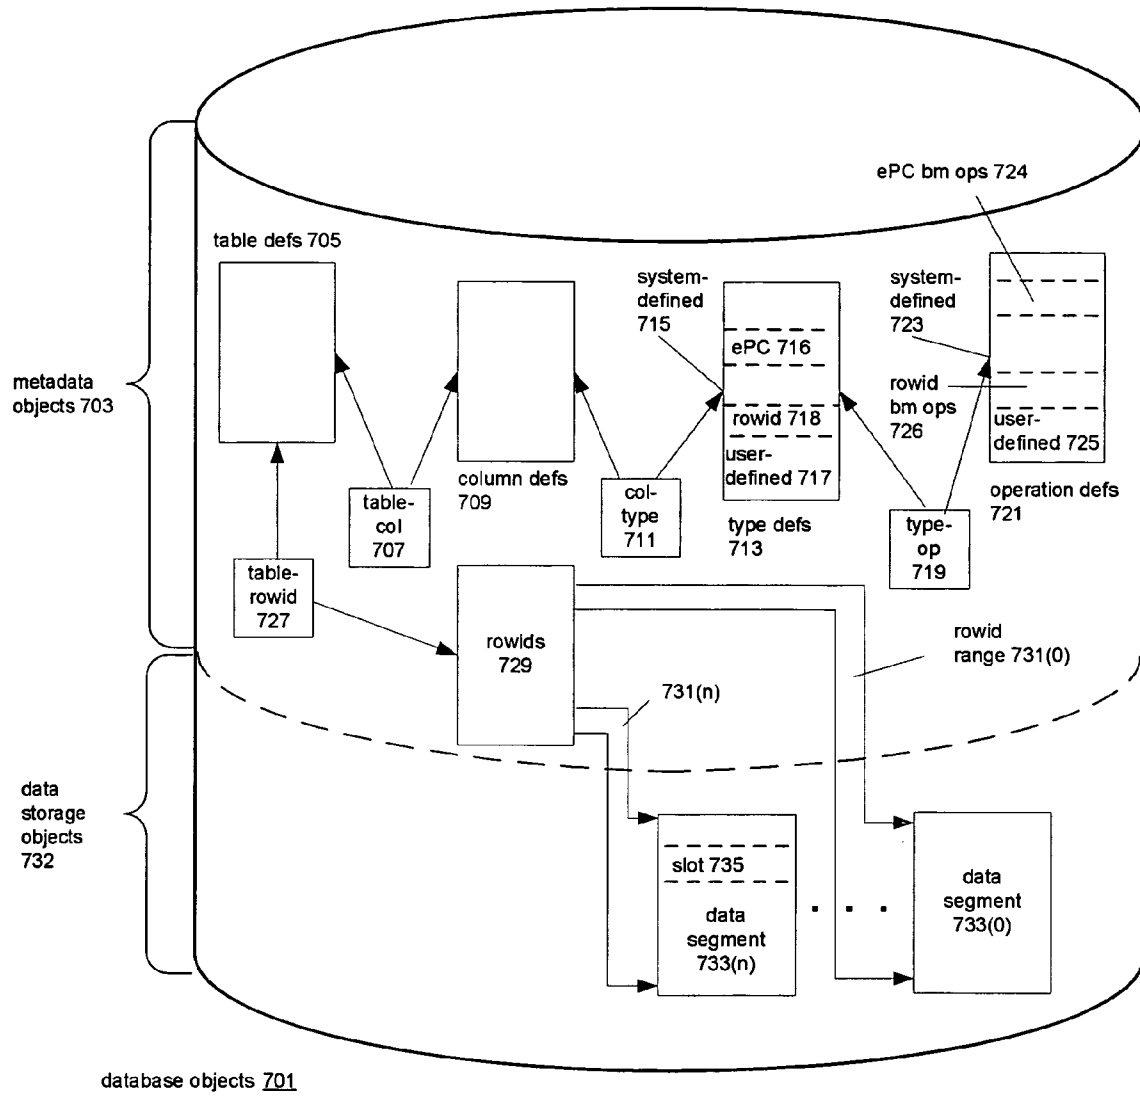 ePC bm ops 724
table defs 705
system-
defined
715
system-
defined
723
ePC 716
metadata
objects 703
rowid
bm ops
726
rowid 718
user-
defined 725
user-
defined 717
column defs
709
table-
col
707
col-
type
711
type defs
713
operation defs
721
type-
op
719
table-
rowid
727
rowids
729
rowid
range 731(0)
731(n)
data
storage
objects
732
slot 735
data
segment
733(n)
. . .
data
segment
733(0)
database objects 701